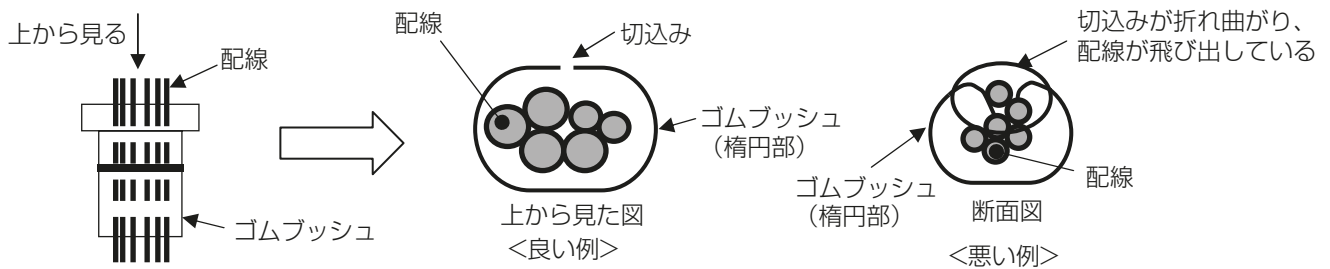 上から見る
配線
ゴムブッシュ
配線
切込み
ゴムブッシュ
（楕円部）
上から見た図
＜良い例＞
切込みが折れ曲がり、
配線が飛び出している
ゴムブッシュ
（楕円部）
配線
断面図
＜悪い例＞